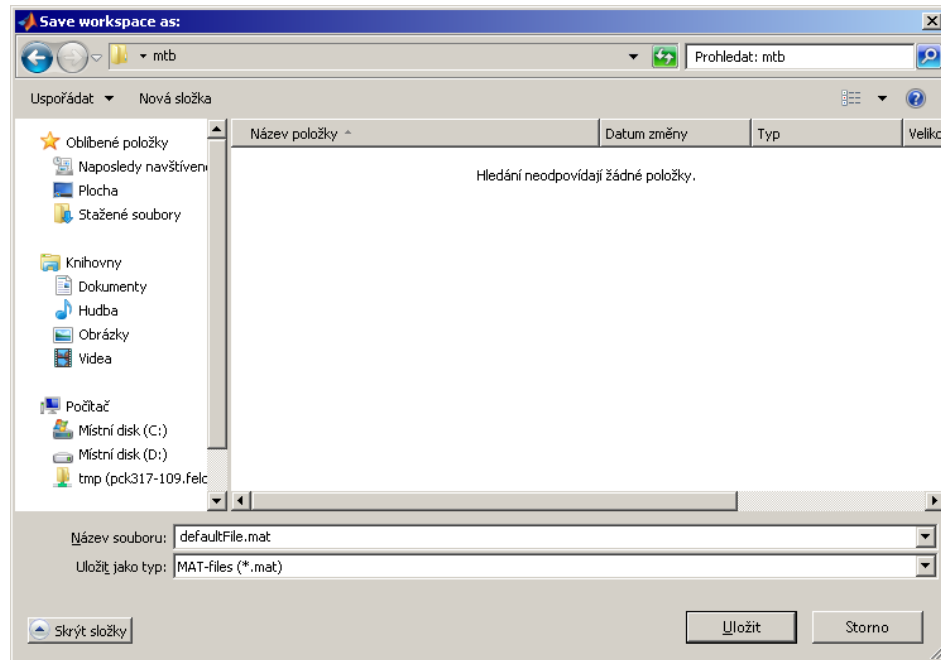 Save workspace as:
mtb
Prohledat: mtb
Uspořádat
Nová složka
Oblíbené položky
Naposledy navštíven
Plocha
Stažené soubory
Knihovny
Dokumenty
Hudba
Obrázky
Videa
Počítač
Místní disk (C:)
Místní disk (D:)
tmp (pck317-109.felc
Název položky
Datum změny
Typ
Veliko
Hledání neodpovídají žádné položky.
Název souboru: defaultFile.mat
Uložit jako typ: MAT-files (*.mat)
Skrýt složky
Uložit
Storno